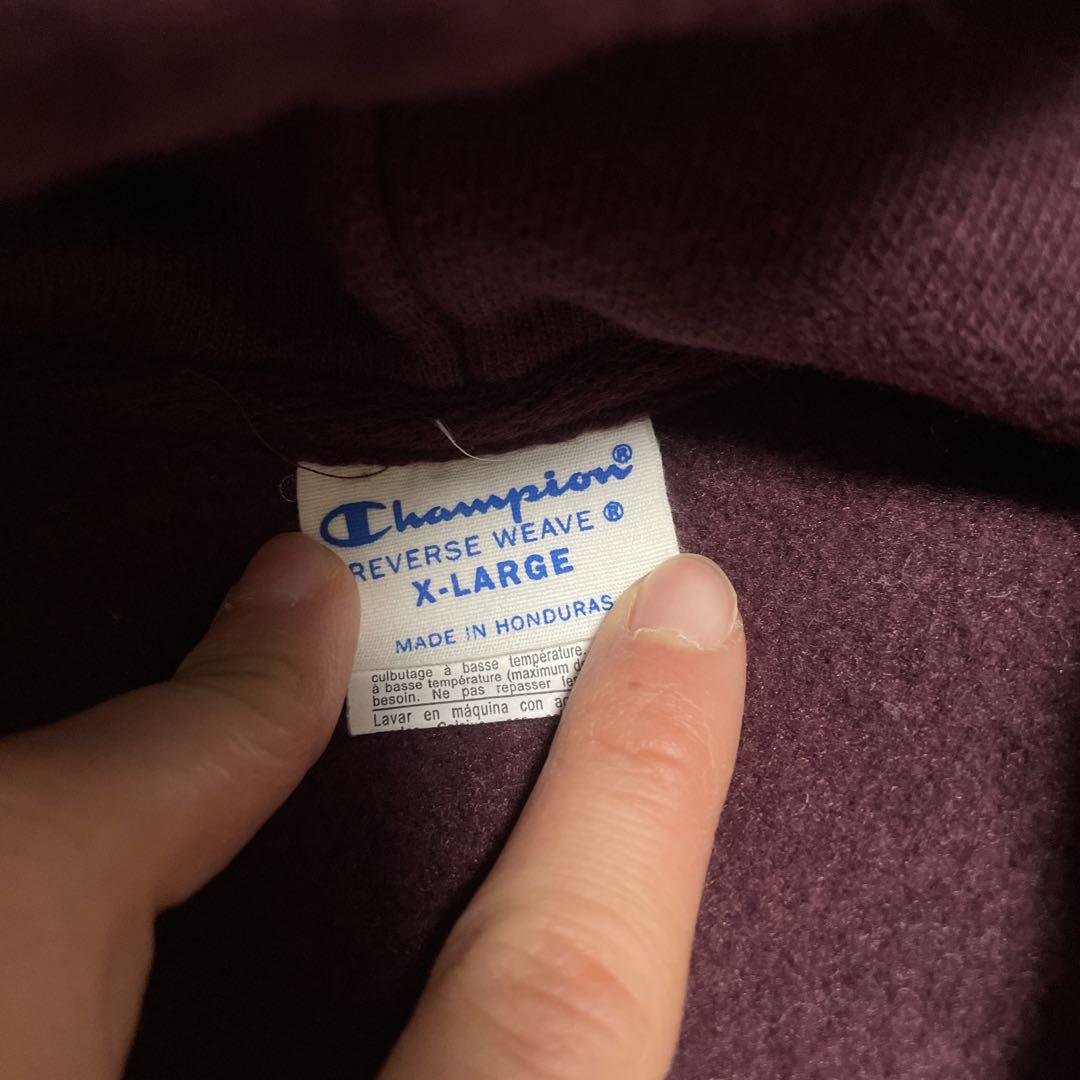 Champion®
REVERSE WEAVE ®
X-LARGE
MADE IN HONDURAS
culbutage à basse température,
à basse température (maximum
besoin. Ne pas repasser
Lavar en máquina con